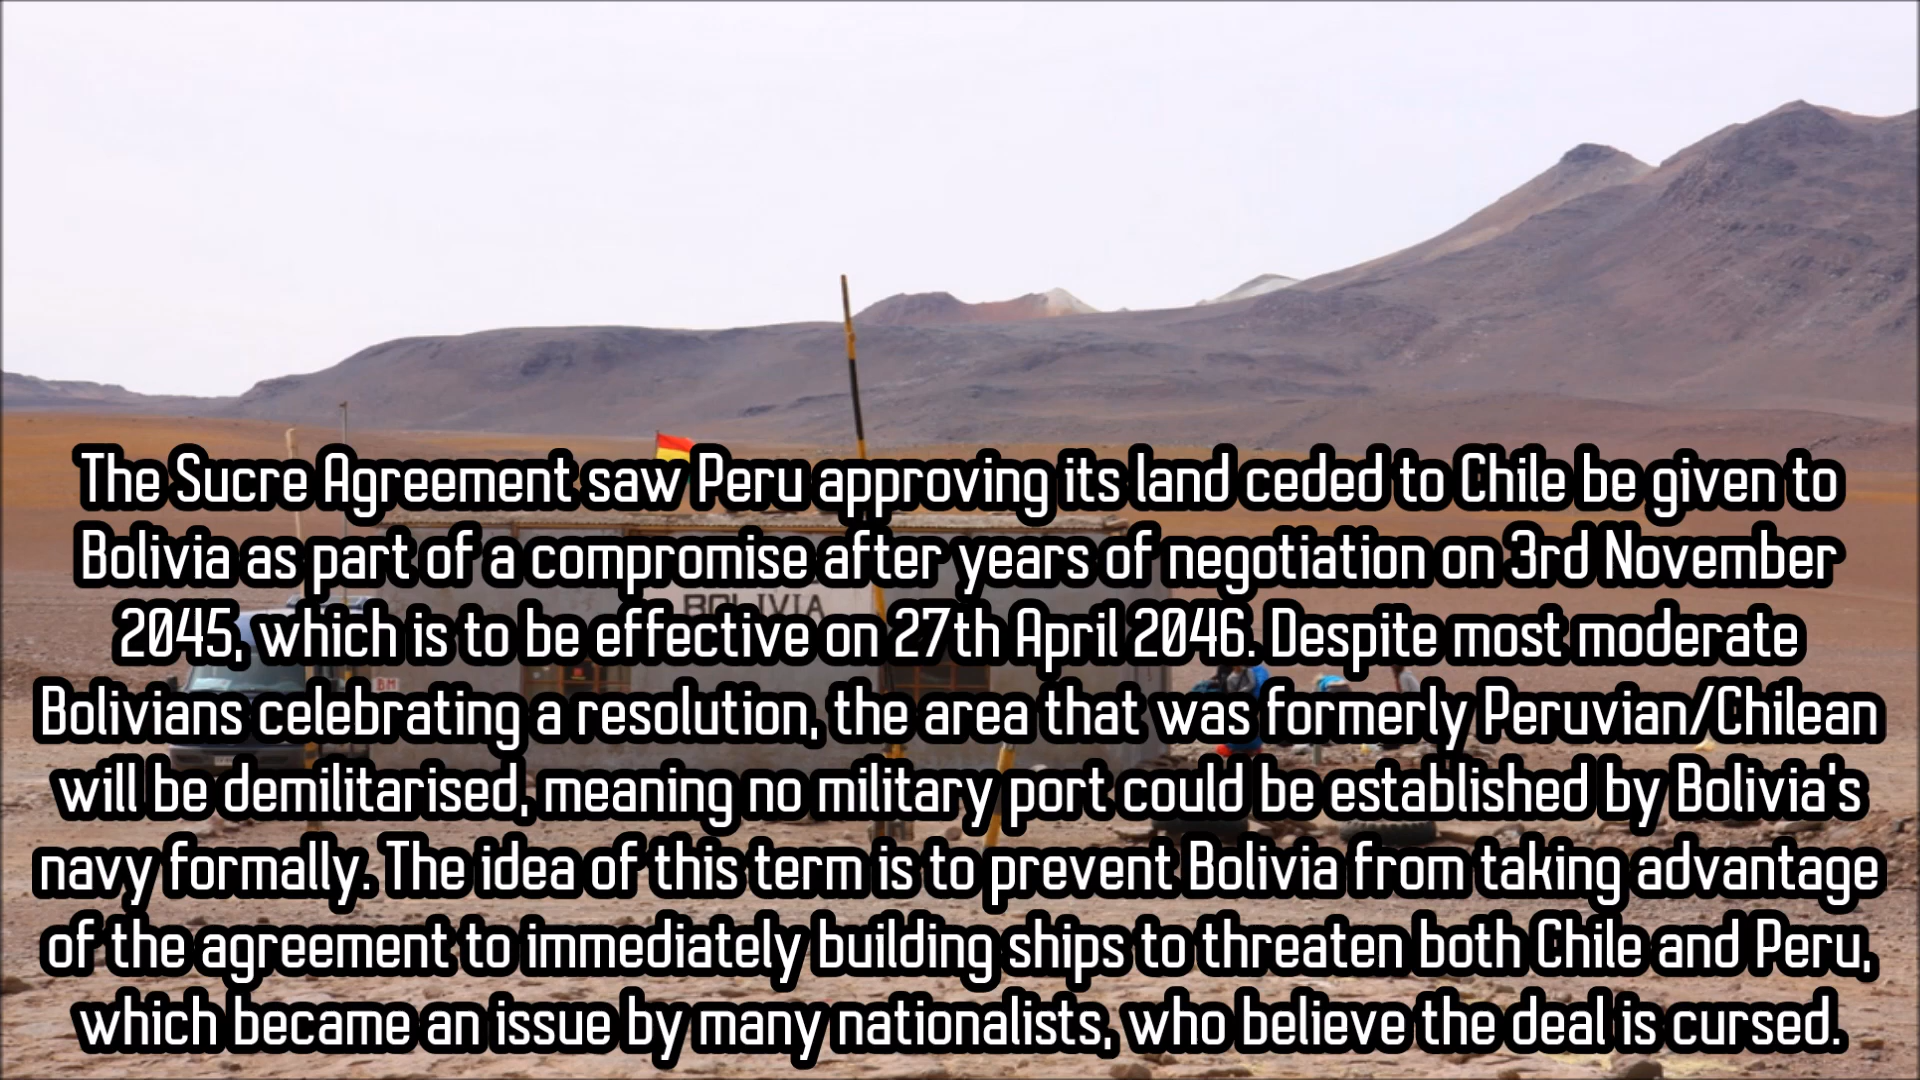 The Sucre Agreement saw Peru approving its land ceded to Chile be given to
Bolivia as part of a compromise after years of negotiation on 3rd November
2045, which is to be effective on 27th April 2046. Despite most moderate
Bolivians celebrating a resolution, the area that was formerly Peruvian/Chilean
will be demilitarised, meaning no military port could be established by Bolivia's
navy formally. The idea of this term is to prevent Bolivia from taking advantage
of the agreement to immediately building ships to threaten both Chile and Peru,
which became an issue by many nationalists, who believe the deal is cursed.
BOLIVIA
BM